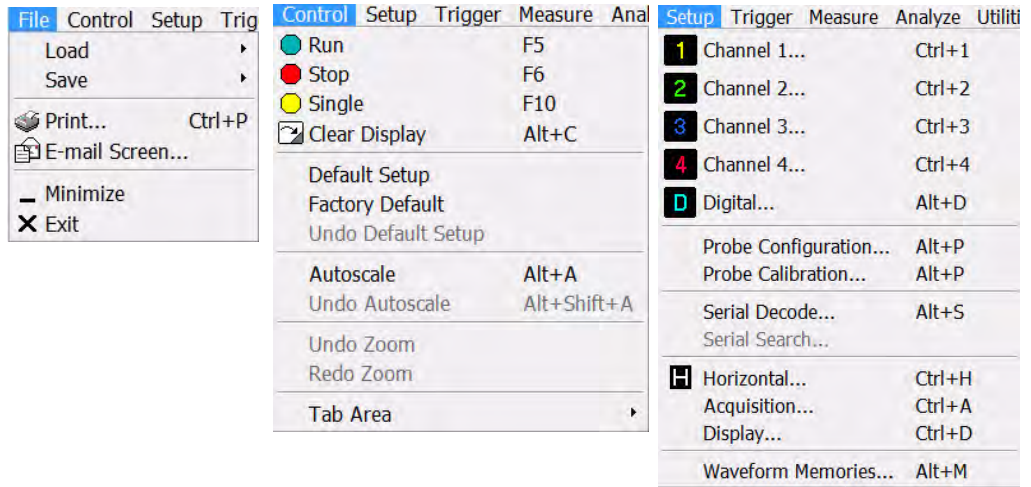 File Control Setup Trig
Load
Save
Print... Ctrl+P
E-mail Screen...
Minimize
Exit
Control Setup Trigger Measure Anal
Run F5
Stop F6
Single F10
Clear Display Alt+C
Default Setup
Factory Default
Undo Default Setup
Autoscale Alt+A
Undo Autoscale Alt+Shift+A
Undo Zoom
Redo Zoom
Tab Area
Setup Trigger Measure Analyze Utiliti
1 Channel 1... Ctrl+1
2 Channel 2... Ctrl+2
3 Channel 3... Ctrl+3
4 Channel 4... Ctrl+4
D Digital... Alt+D
Probe Configuration... Alt+P
Probe Calibration... Alt+P
Serial Decode... Alt+S
Serial Search...
H Horizontal... Ctrl+H
Acquisition... Ctrl+A
Display... Ctrl+D
Waveform Memories... Alt+M